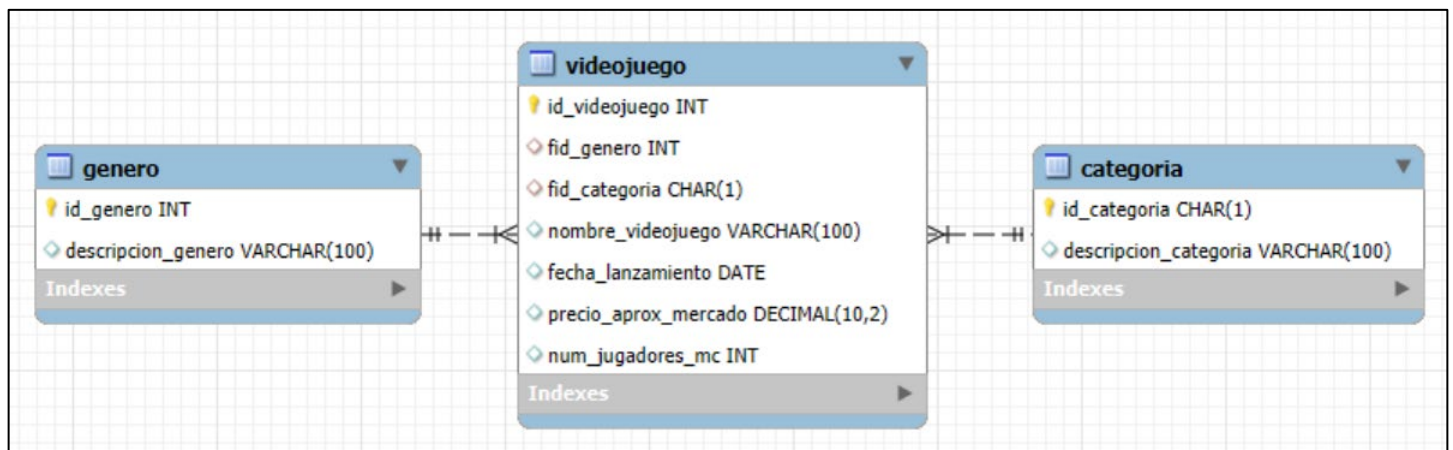 genero
id_genero INT
descripcion_genero VARCHAR(100)
Indexes
videojuego
id_videojuego INT
fid_genero INT
fid_categoria CHAR(1)
nombre_videojuego VARCHAR(100)
fecha_lanzamiento DATE
precio_aprox_mercado DECIMAL(10,2)
num_jugadores_mc INT
Indexes
categoria
id_categoria CHAR(1)
descripcion_categoria VARCHAR(100)
Indexes